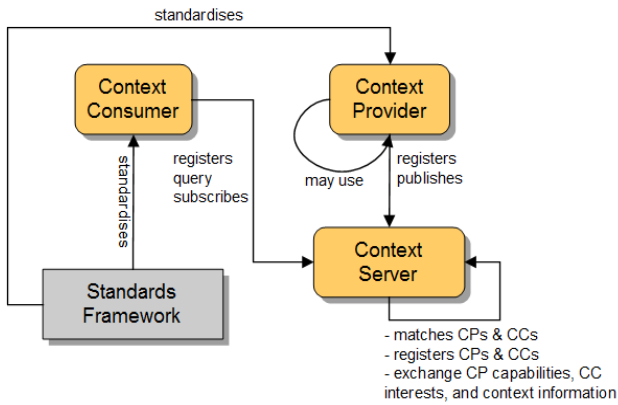 standardises
Context
Consumer
Context
Provider
standardises
registers
query
subscribes
may use
registers
publishes
Context
Server
Standards
Framework
- matches CPs & CCs
- registers CPs & CCs
- exchange CP capabilities, CC
interests, and context information